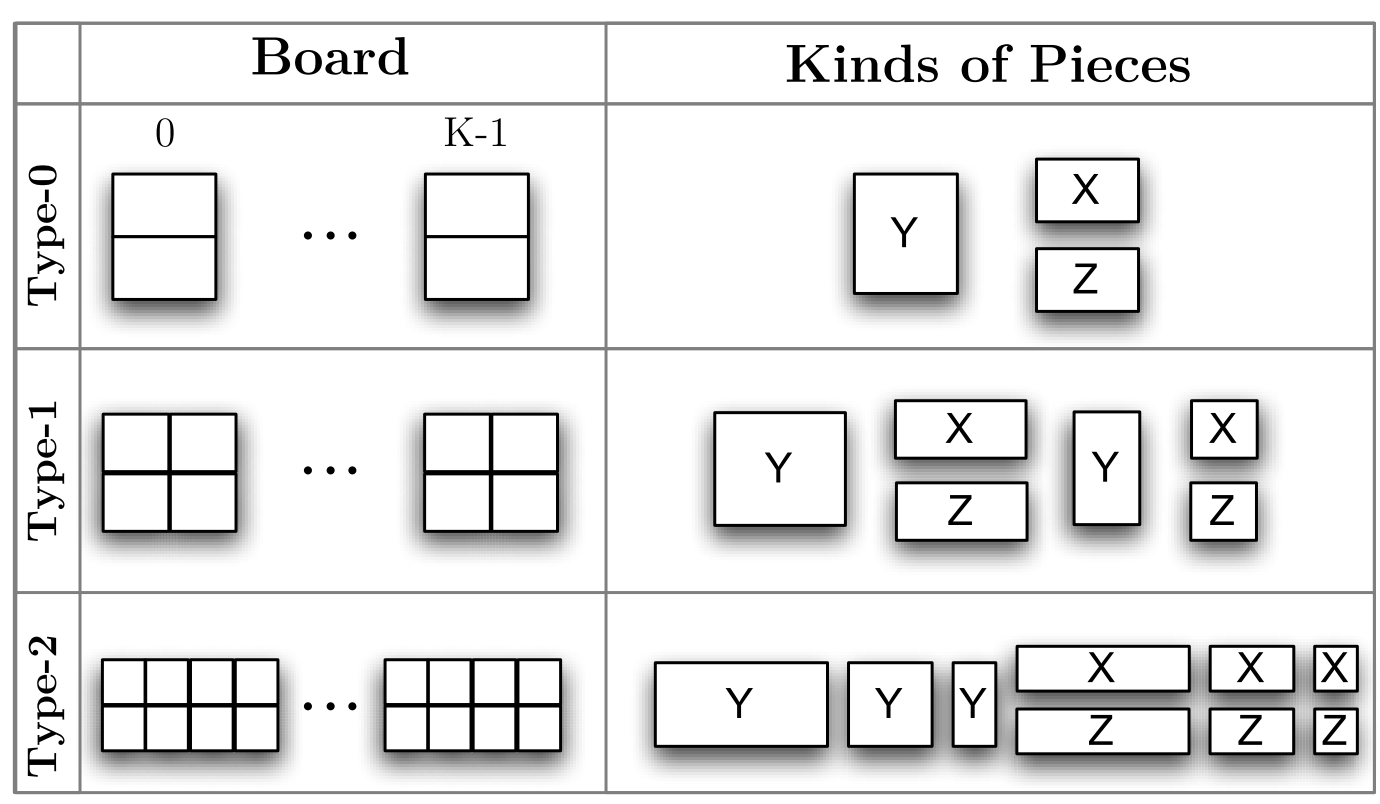 Board Kinds of Pieces
Type-0
0 ... K-1
Y X
Z
Type-1
...
Y X Y X
Z Z
Type-2
...
Y Y Y X X X
Z Z Z